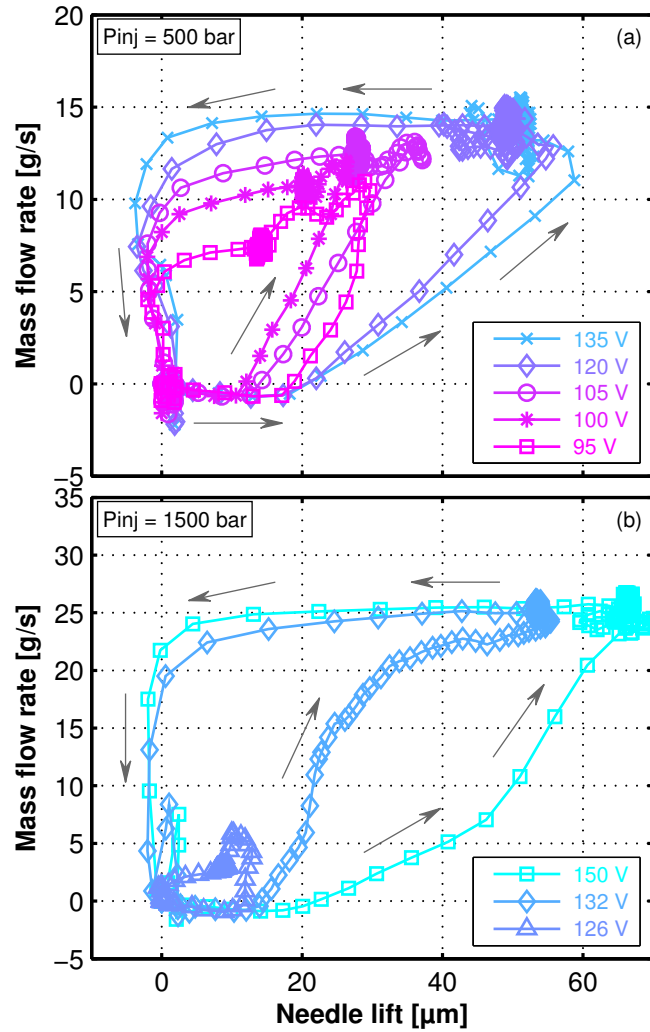 Pinj = 500 bar
(a)
20
15
10
5
0
−5
Mass flow rate [g/s]
135 V
120 V
105 V
100 V
95 V
Pinj = 1500 bar
(b)
35
30
25
20
15
10
5
0
−5
Mass flow rate [g/s]
150 V
132 V
126 V
0 20 40 60
Needle lift [µm]